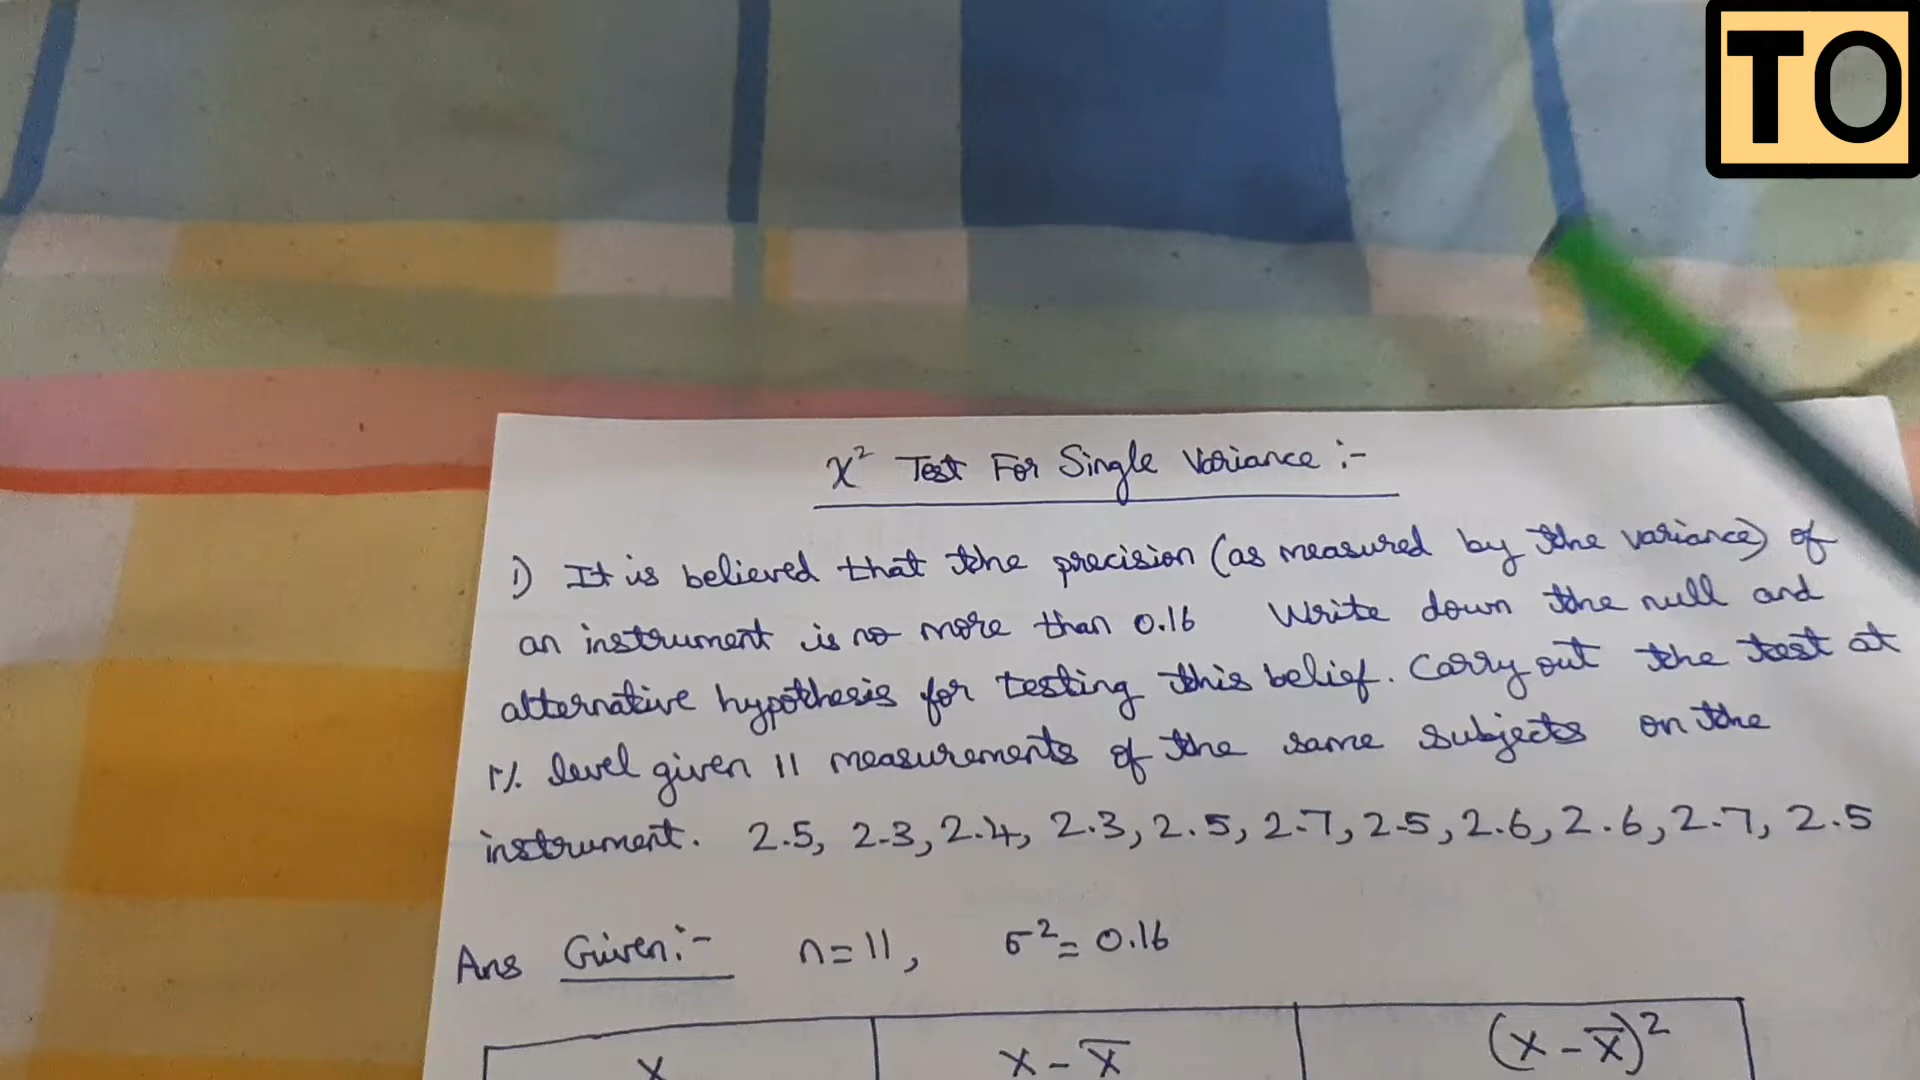 TO
χ² Test For Single Variance :-
1) It is believed that the precision (as measured by the variance) of
an instrument is no more than 0.16 Write down the null and
alternative hypothesis for testing this belief. Carry out the test at
1% level given 11 measurements of the same subjects on the
instrument. 2.5, 2.3, 2.4, 2.3, 2.5, 2.7, 2.5, 2.6, 2.6, 2.7, 2.5
Ans Given:- n=11, σ²= 0.16
x x - x̄ (x - x̄)²